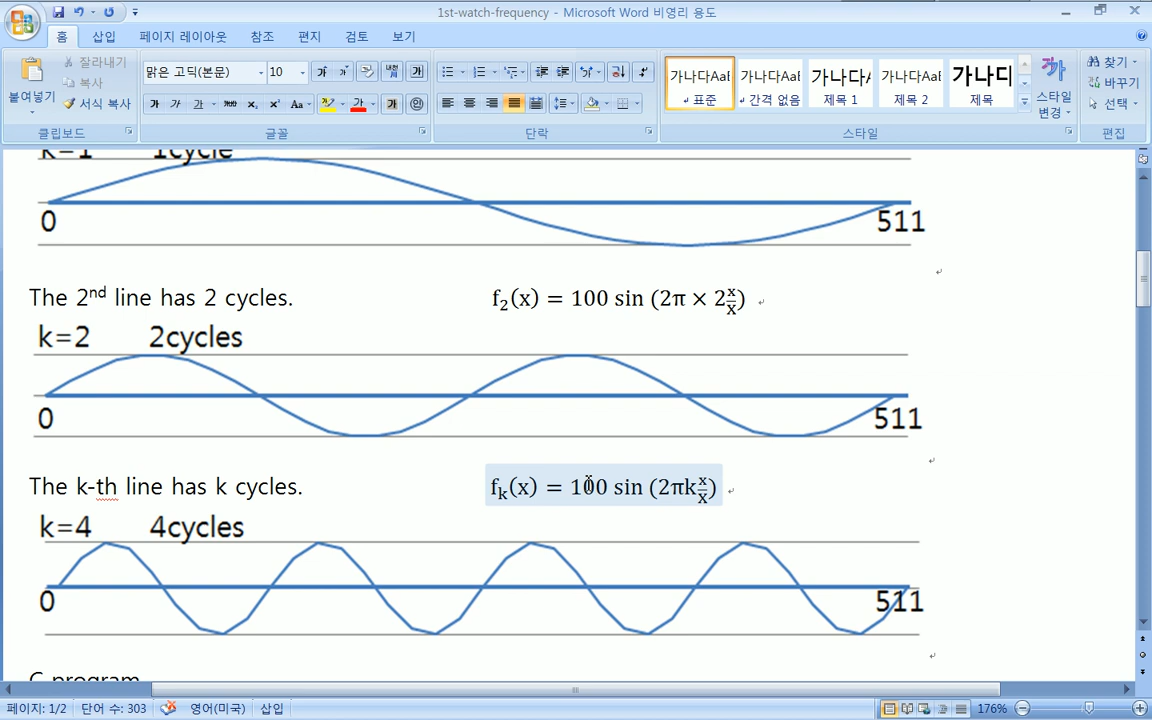 1st-watch-frequency - Microsoft Word 비영리 용도
홈 삽입 페이지 레이아웃 참조 편지 검토 보기
붙여넣기
잘라내기
복사
서식 복사
클립보드
맑은 고딕(본문) 10
글꼴
단락
가나다AaB
표준
가나다AaB
간격 없음
가나다A
제목 1
가나다AaB
제목 2
가나다
제목
스타일
변경
스타일
찾기
바꾸기
선택
편집
k=1 1cycle
0 511
The 2nd line has 2 cycles. f₂(x) = 100 sin (2π × 2x/X)
k=2 2cycles
0 511
The k-th line has k cycles. fₖ(x) = 100 sin (2πkx/X)
k=4 4cycles
0 511
C program
페이지: 1/2 단어 수: 303 영어(미국) 삽입 176%